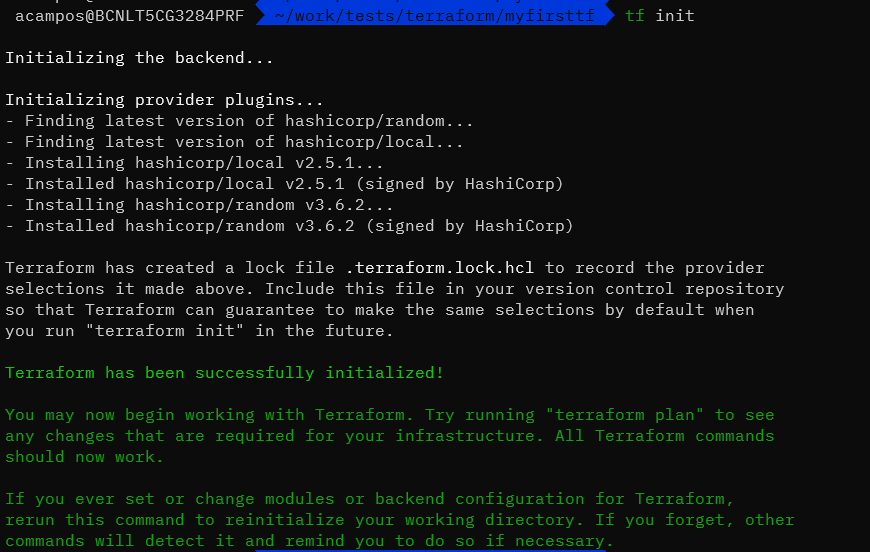 acampos@BCNLT5CG3284PRF ~/work/tests/terraform/myfirsttf tf init
Initializing the backend...
Initializing provider plugins...
- Finding latest version of hashicorp/random...
- Finding latest version of hashicorp/local...
- Installing hashicorp/local v2.5.1...
- Installed hashicorp/local v2.5.1 (signed by HashiCorp)
- Installing hashicorp/random v3.6.2...
- Installed hashicorp/random v3.6.2 (signed by HashiCorp)
Terraform has created a lock file .terraform.lock.hcl to record the provider
selections it made above. Include this file in your version control repository
so that Terraform can guarantee to make the same selections by default when
you run "terraform init" in the future.
Terraform has been successfully initialized!
You may now begin working with Terraform. Try running "terraform plan" to see
any changes that are required for your infrastructure. All Terraform commands
should now work.
If you ever set or change modules or backend configuration for Terraform,
rerun this command to reinitialize your working directory. If you forget, other
commands will detect it and remind you to do so if necessary.